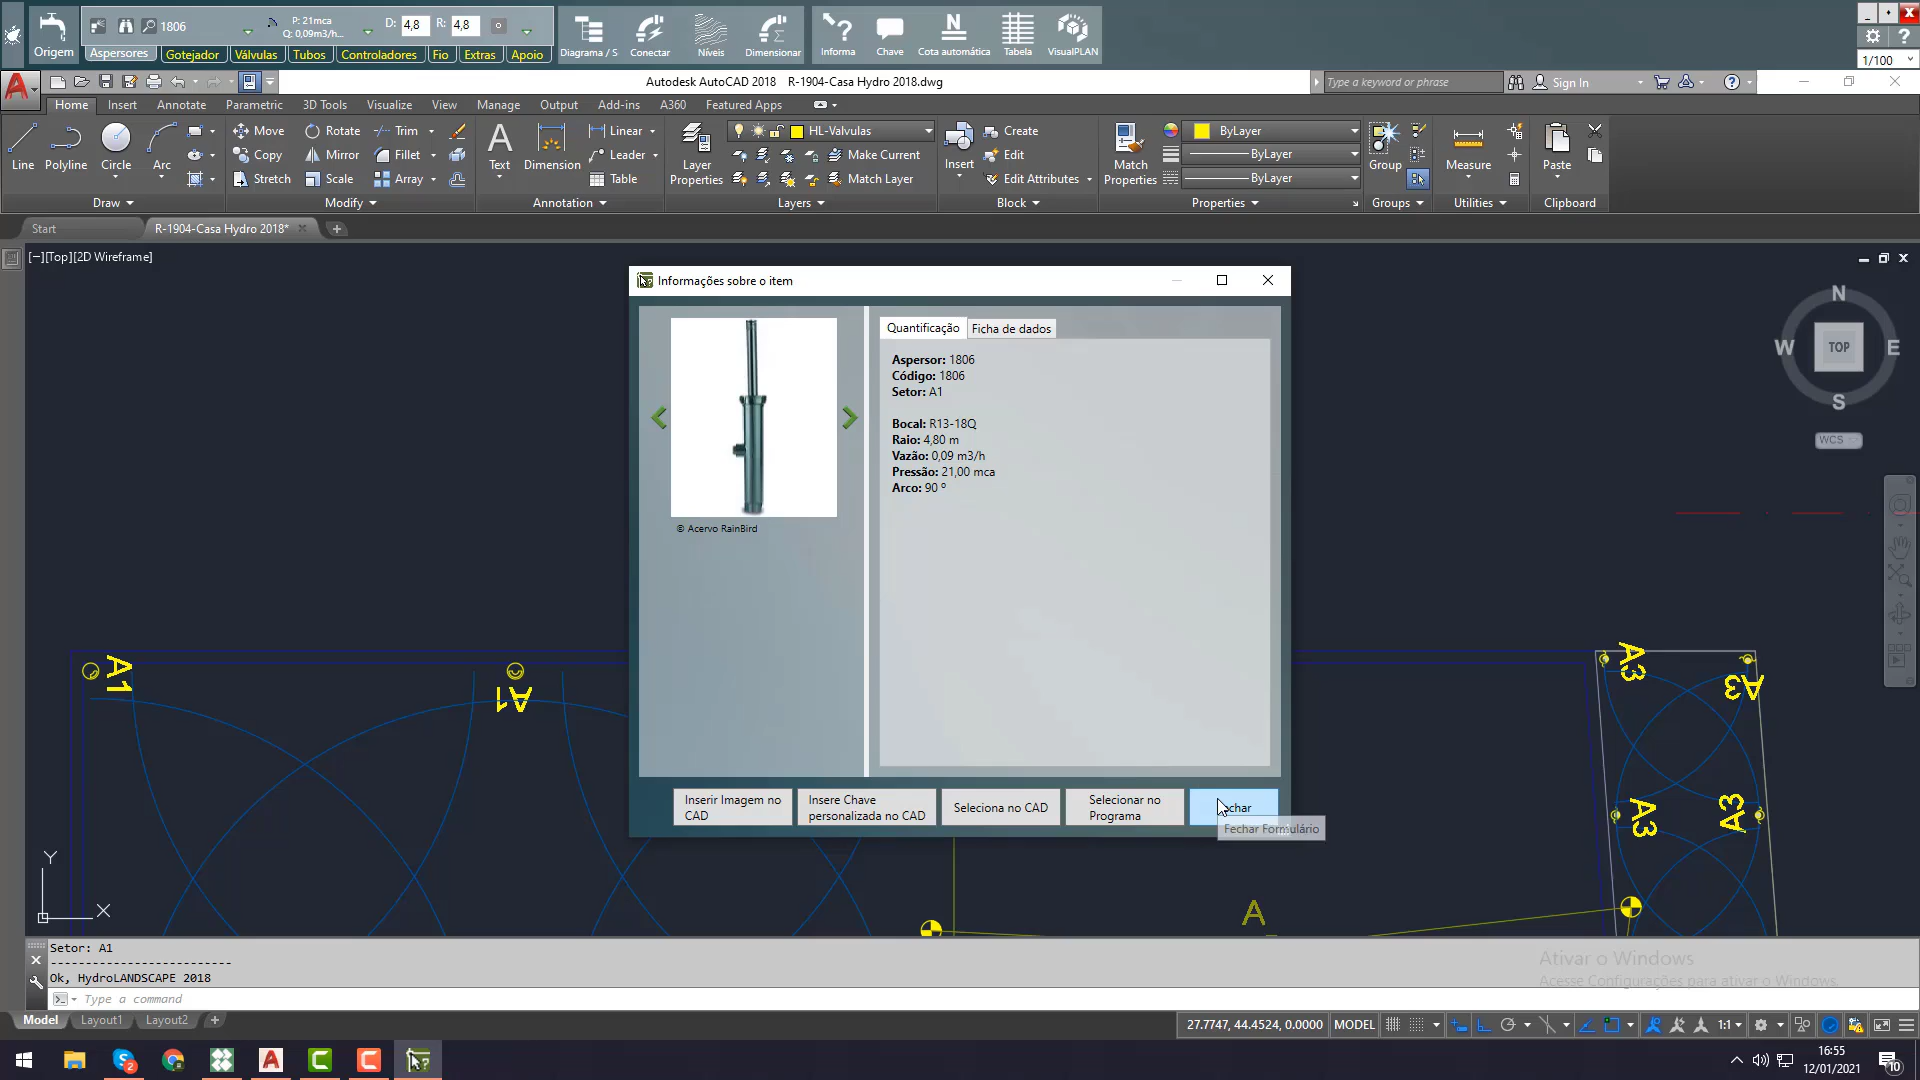 1806
P: 21mca
Q: 0,09m3/h...
D: 4,8 R: 4,8
Origem
Aspersores Gotejador Válvulas Tubos Controladores Fio Extras Apoio
Diagrama / S Conectar Níveis Dimensionar
Informa Chave Cota automática Tabela VisualPLAN
1/100
Autodesk AutoCAD 2018 R-1904-Casa Hydro 2018.dwg
Type a keyword or phrase
Sign In
Home Insert Annotate Parametric 3D Tools Visualize View Manage Output Add-ins A360 Featured Apps
Line Polyline Circle Arc
Move Rotate Trim
Copy Mirror Fillet
Stretch Scale Array
Text Dimension
Linear
Leader
Table
Layer Properties
HL-Valvulas
Make Current
Match Layer
Insert
Create
Edit
Edit Attributes
Match Properties
ByLayer
ByLayer
ByLayer
Group Measure Paste
Draw Modify Annotation Layers Block Properties Groups Utilities Clipboard
Start R-1904-Casa Hydro 2018*
[−][Top][2D Wireframe]
N
W TOP E
S
WCS
Informações sobre o item
Quantificação Ficha de dados
Aspersor: 1806
Código: 1806
Setor: A1
Bocal: R13-18Q
Raio: 4,80 m
Vazão: 0,09 m3/h
Pressão: 21,00 mca
Arco: 90 º
© Acervo RainBird
Inserir Imagem no CAD
Insere Chave personalizada no CAD
Seleciona no CAD
Selecionar no Programa
Fechar Formulário
A1
A1
A3
A3
A3
A3
A
Y
X
Setor: A1
--------------------------
Ok, HydroLANDSCAPE 2018
Type a command
Ativar o Windows
Acesse Configurações para ativar o Windows.
Model Layout1 Layout2
27.7747, 44.4524, 0.0000 MODEL 1:1
2
16:55
12/01/2021
10